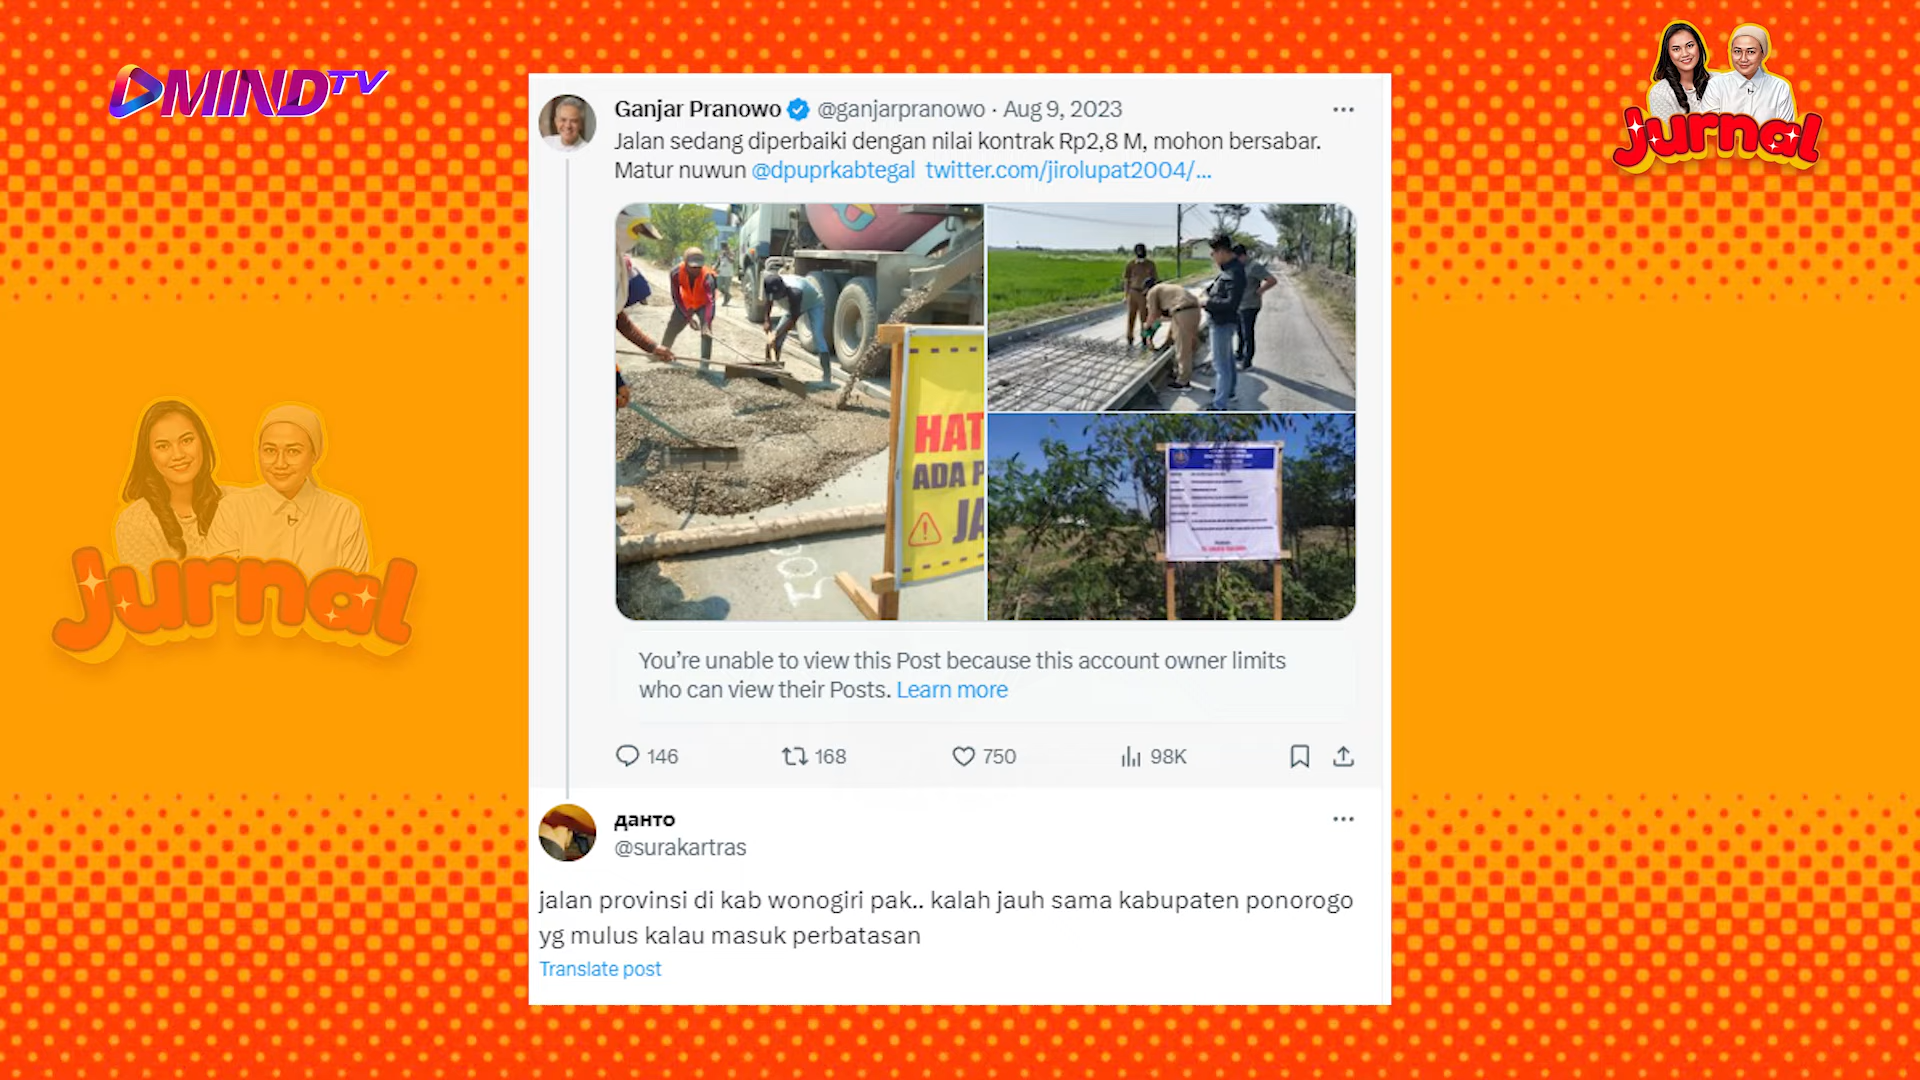 DMINDTV
Jurnal
Ganjar Pranowo @ganjarpranowo · Aug 9, 2023
Jalan sedang diperbaiki dengan nilai kontrak Rp2,8 M, mohon bersabar.
Matur nuwun @dpuprkabtegal twitter.com/jirolupat2004/...
HAT
ADA P
JA
You're unable to view this Post because this account owner limits
who can view their Posts. Learn more
146 168 750 98K
Jurnal
данто
@surakartras
jalan provinsi di kab wonogiri pak.. kalah jauh sama kabupaten ponorogo
yg mulus kalau masuk perbatasan
Translate post